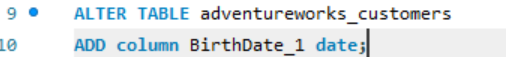 9 ALTER TABLE adventureworks_customers
10 ADD column BirthDate_1 date;